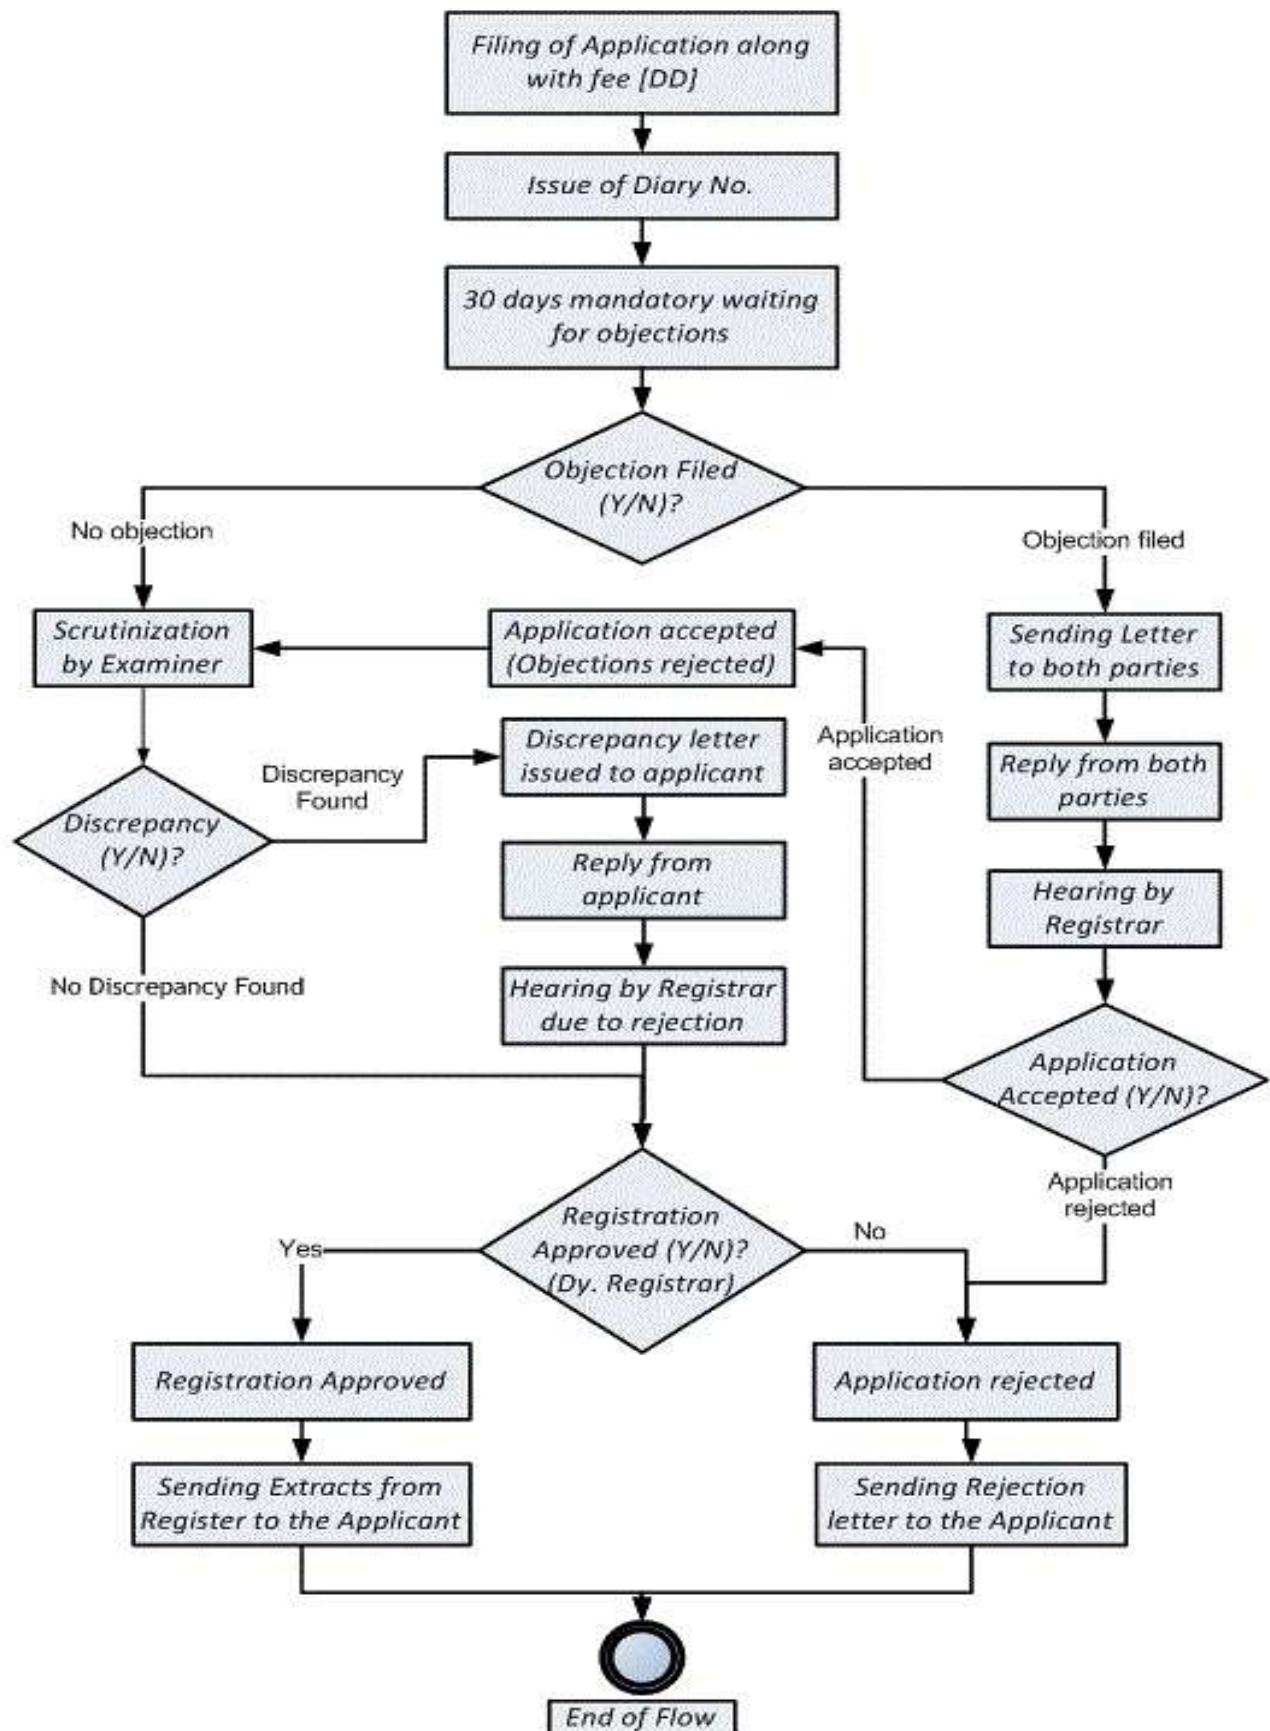 Filing of Application along
with fee [DD]
Issue of Diary No.
30 days mandatory waiting
for objections
Objection Filed
(Y/N)?
No objection
Objection filed
Scrutinization
by Examiner
Application accepted
(Objections rejected)
Sending Letter
to both parties
Discrepancy
(Y/N)?
Discrepancy
Found
Discrepancy letter
issued to applicant
Application
accepted
Reply from both
parties
Reply from
applicant
Hearing by
Registrar
No Discrepancy Found
Hearing by Registrar
due to rejection
Application
Accepted (Y/N)?
Application
rejected
Registration
Approved (Y/N)?
(Dy. Registrar)
Yes
No
Registration Approved
Application rejected
Sending Extracts from
Register to the Applicant
Sending Rejection
letter to the Applicant
End of Flow